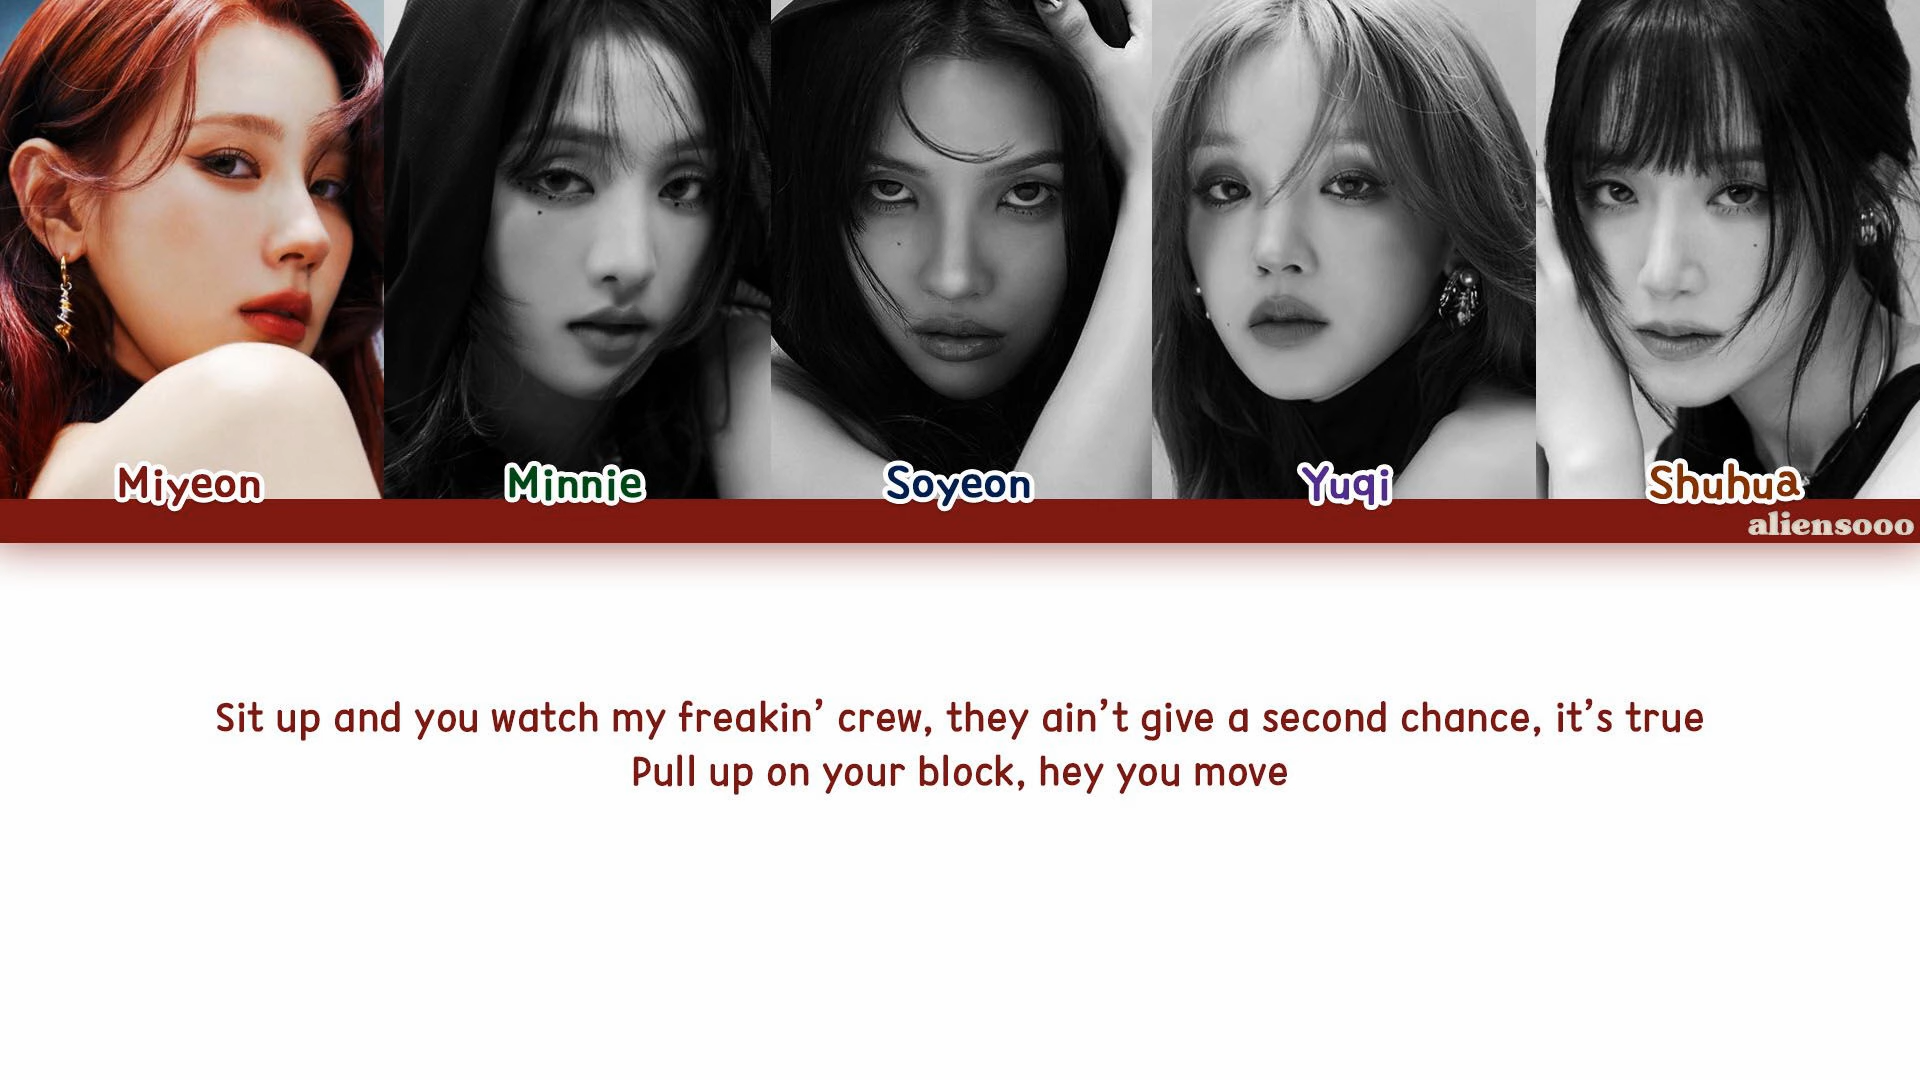 Miyeon Minnie Soyeon Yuqi Shuhua
aliensooo
Sit up and you watch my freakin’ crew, they ain’t give a second chance, it’s true
Pull up on your block, hey you move